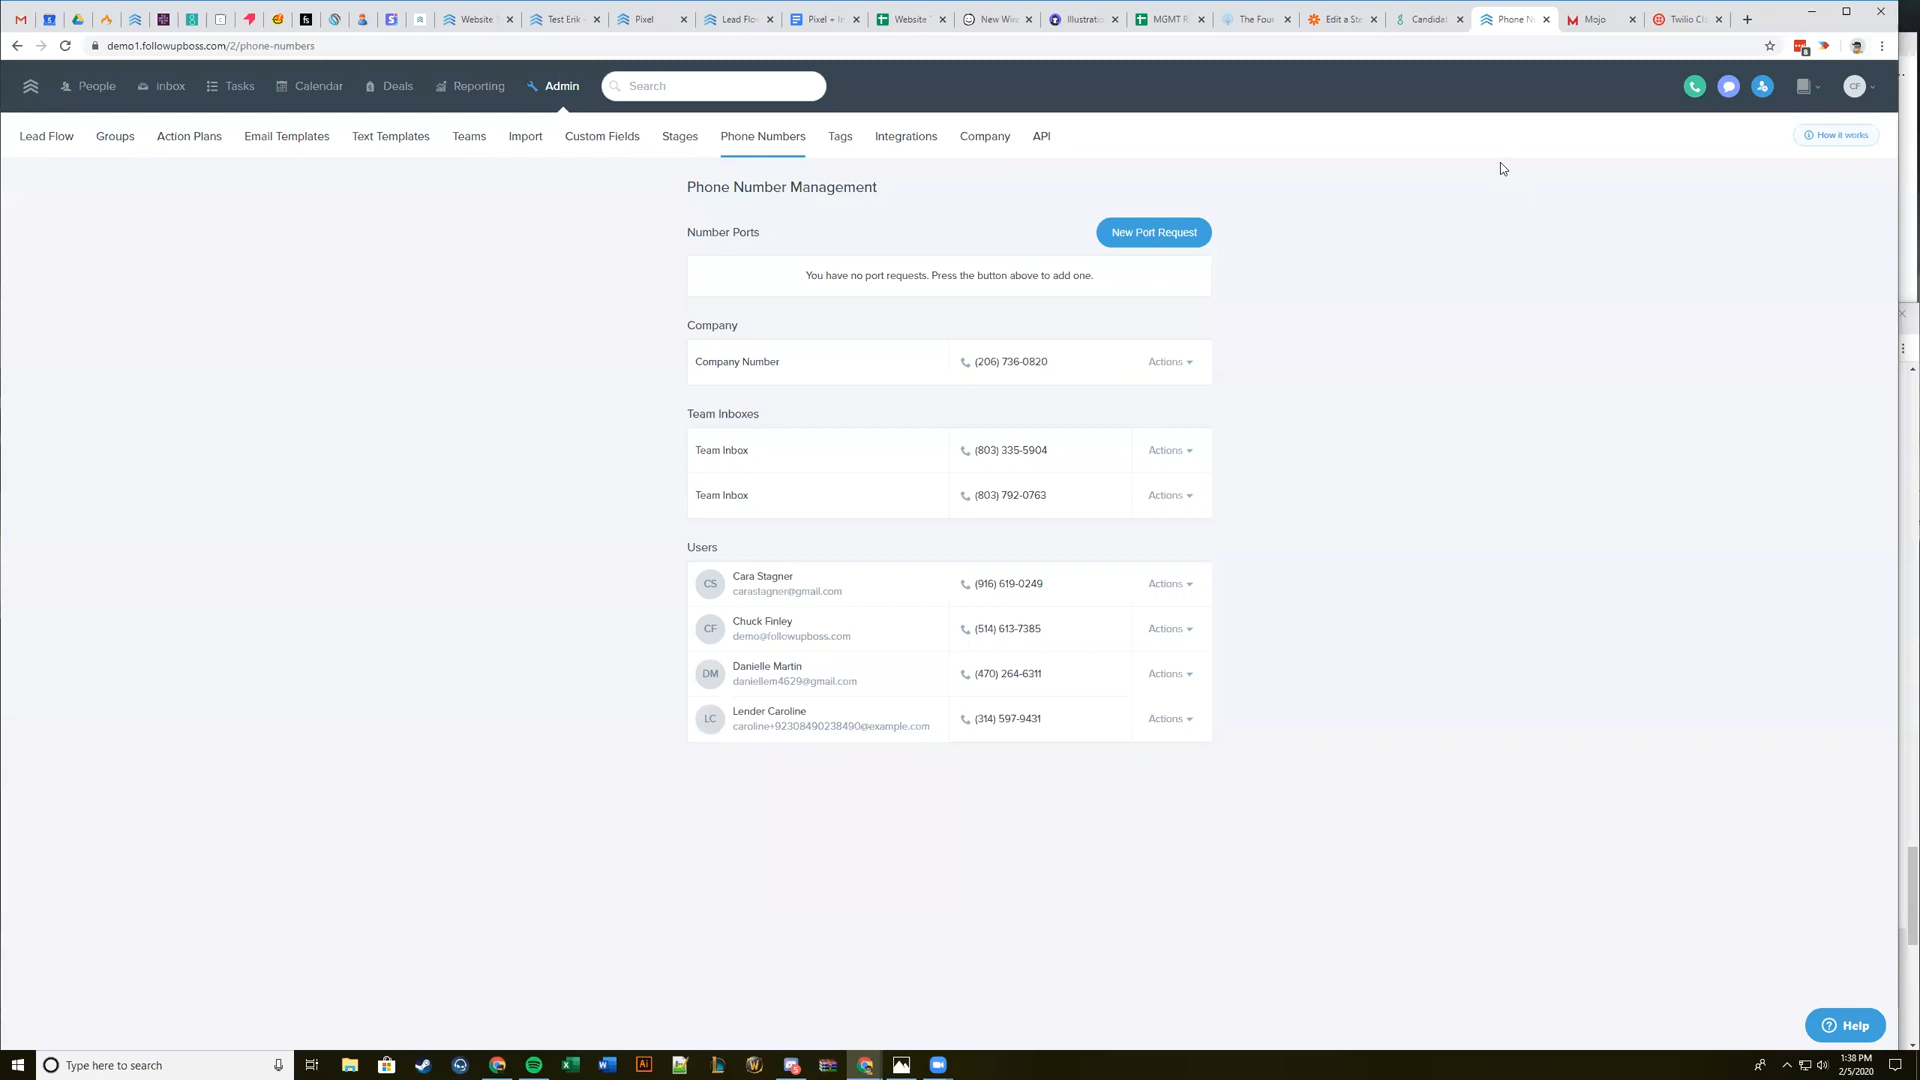 Website T
Test Erik -
Pixel
Lead Flo
Pixel + In
Website T
New Win
Illustratio
MGMT R
The Foun
Edit a Ste
Candidat
Phone Nu
Mojo
Twilio Cl
demo1.followupboss.com/2/phone-numbers
People
Inbox
Tasks
Calendar
Deals
Reporting
Admin
Search
CF
Lead Flow
Groups
Action Plans
Email Templates
Text Templates
Teams
Import
Custom Fields
Stages
Phone Numbers
Tags
Integrations
Company
API
How it works
Phone Number Management
Number Ports
New Port Request
You have no port requests. Press the button above to add one.
Company
Company Number (206) 736-0820 Actions
Team Inboxes
Team Inbox (803) 335-5904 Actions
Team Inbox (803) 792-0763 Actions
Users
CS Cara Stagner (916) 619-0249 Actions
carastagner@gmail.com
CF Chuck Finley (514) 613-7385 Actions
demo@followupboss.com
DM Danielle Martin (470) 264-6311 Actions
daniellem4629@gmail.com
LC Lender Caroline (314) 597-9431 Actions
caroline+92308490238490@example.com
Help
Type here to search
1:38 PM
2/5/2020